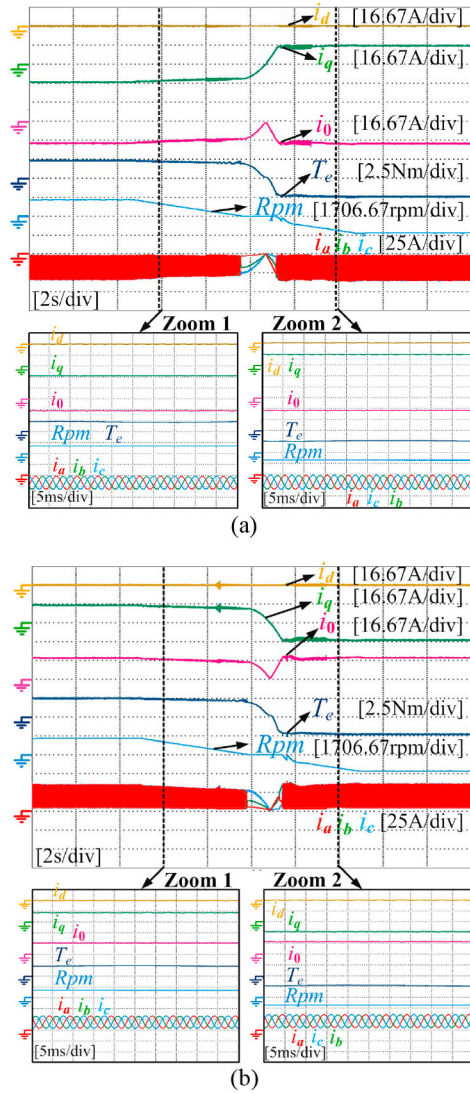 i_d [16.67A/div]
i_q [16.67A/div]
i_0 [16.67A/div]
T_e [2.5Nm/div]
Rpm [1706.67rpm/div]
i_a i_b i_c [25A/div]
[2s/div]
Zoom 1 Zoom 2
i_d
i_q
i_0
Rpm T_e
i_a i_b i_c
[5ms/div]
i_d i_q
i_0
T_e
Rpm
[5ms/div] i_a i_c i_b
(a)
i_d [16.67A/div]
i_q [16.67A/div]
i_0 [16.67A/div]
T_e [2.5Nm/div]
Rpm [1706.67rpm/div]
i_a i_b i_c [25A/div]
[2s/div]
Zoom 1 Zoom 2
i_d
i_q i_0
T_e
Rpm
i_a i_b i_c
[5ms/div]
i_d i_q
i_0
T_e
Rpm
i_a i_c i_b
[5ms/div]
(b)